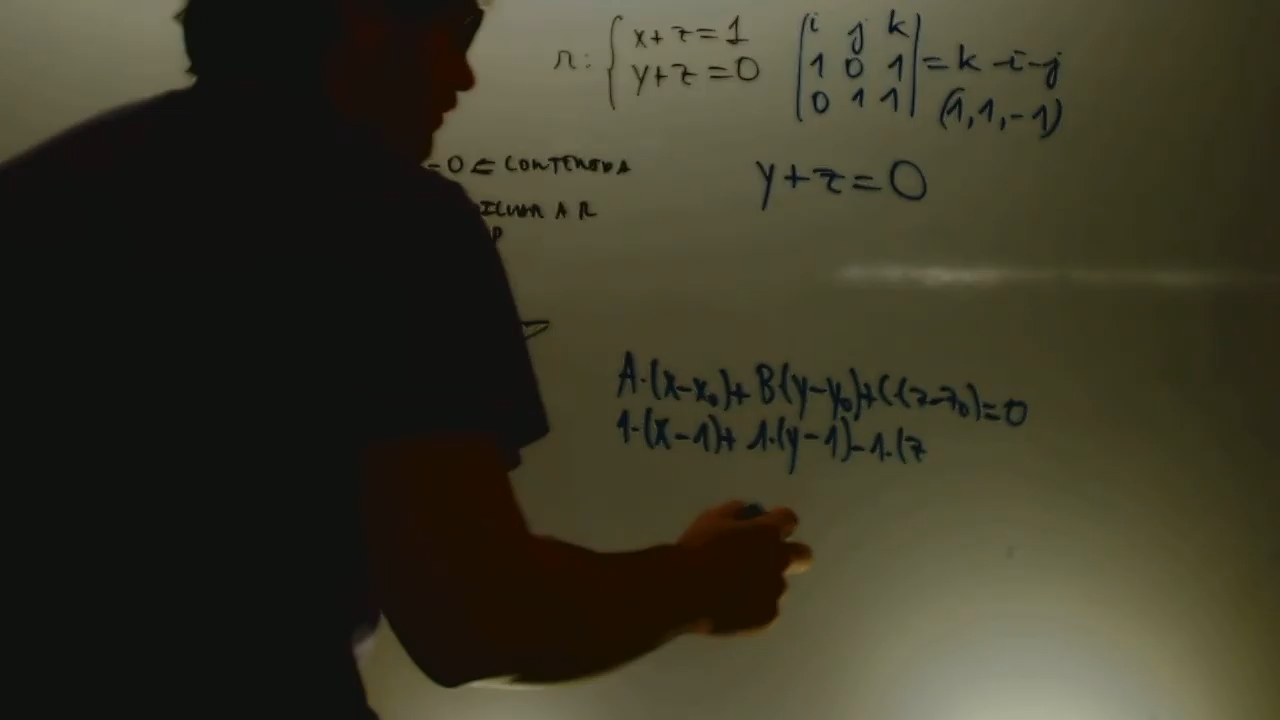 r: { x+z=1
y+z=0
| i j k |
| 1 0 1 | = k -i-j
| 0 1 1 | (1,1,-1)
-0 ⊆ CONTENIDA
A R
P
y+z=0
A·(x-x₀)+B(y-y₀)+C(z-z₀)=0
1·(x-1)+1·(y-1)-1·(z